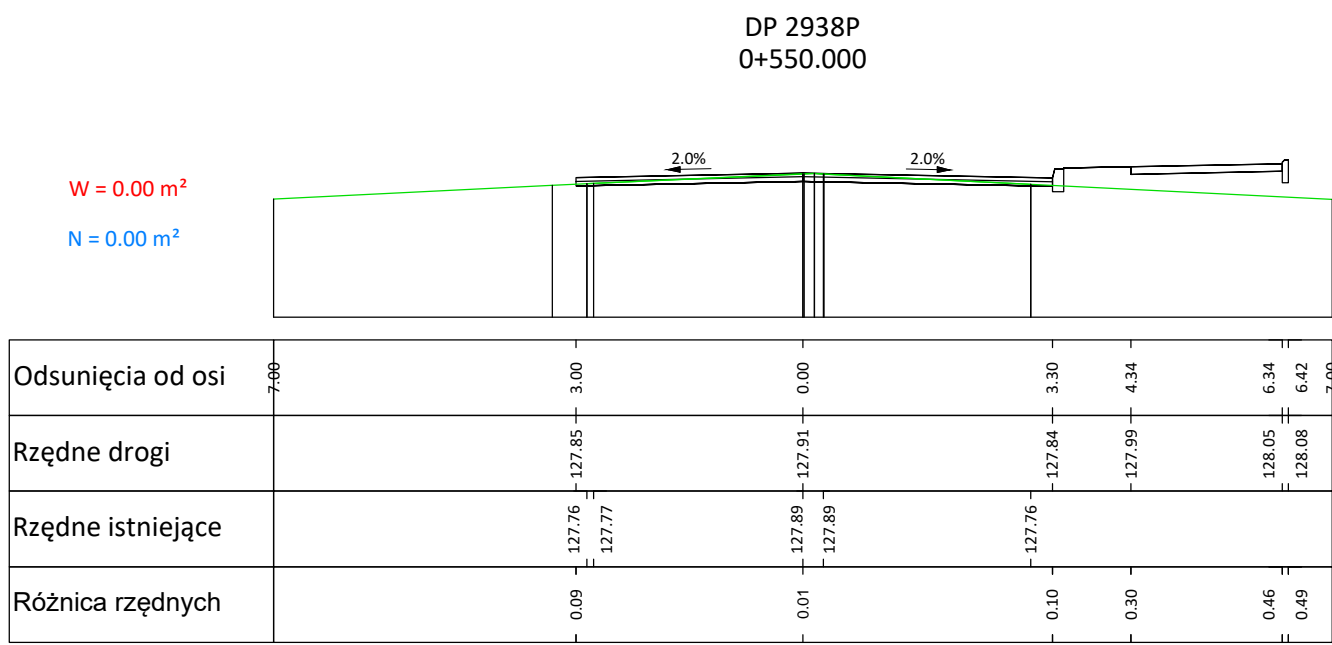 DP 2938P
0+550.000
2.0% 2.0%
W = 0.00 m²
N = 0.00 m²
Odsunięcia od osi 7.00 3.00 0.00 3.30 4.34 6.34 6.42 7.00
Rzędne drogi 127.85 127.91 127.84 127.99 128.05 128.08
Rzędne istniejące 127.76 127.77 127.89 127.89 127.76
Różnica rzędnych 0.09 0.01 0.10 0.30 0.46 0.49